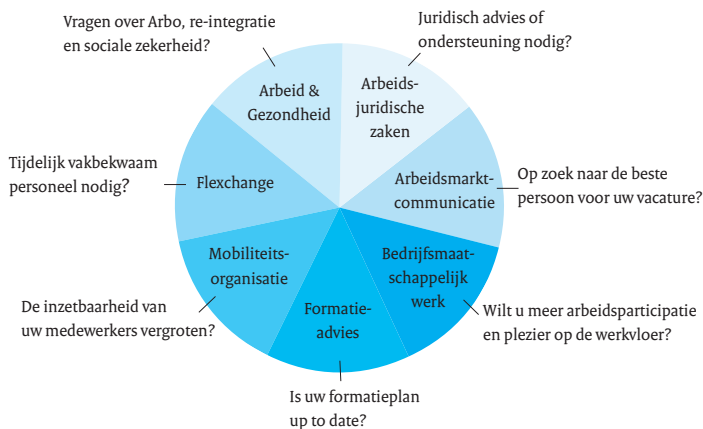 Vragen over Arbo, re-integratie
en sociale zekerheid?
Juridisch advies of
ondersteuning nodig?
Arbeid &
Gezondheid
Arbeids-
juridische
zaken
Tijdelijk vakbekwaam
personeel nodig?
Flexchange
Arbeidsmarkt-
communicatie
Op zoek naar de beste
persoon voor uw vacature?
Mobiliteits-
organisatie
Bedrijfsmaat-
schappelijk
werk
De inzetbaarheid van
uw medewerkers vergroten?
Formatie-
advies
Wilt u meer arbeidsparticipatie
en plezier op de werkvloer?
Is uw formatieplan
up to date?